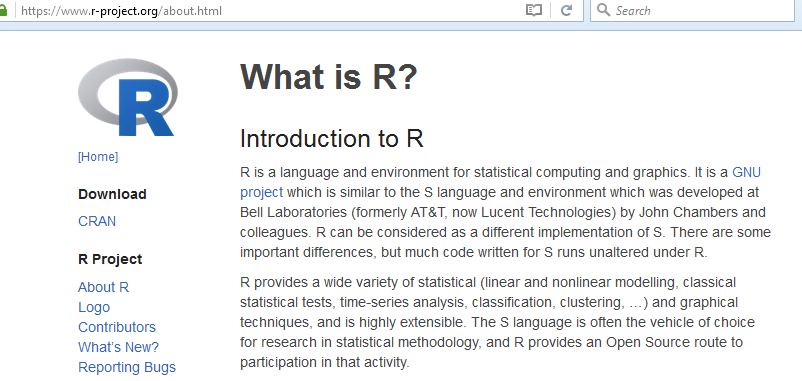 https://www.r-project.org/about.html
Search
R
[Home]
Download
CRAN
R Project
About R
Logo
Contributors
What's New?
Reporting Bugs
What is R?
Introduction to R
R is a language and environment for statistical computing and graphics. It is a GNU
project which is similar to the S language and environment which was developed at
Bell Laboratories (formerly AT&T, now Lucent Technologies) by John Chambers and
colleagues. R can be considered as a different implementation of S. There are some
important differences, but much code written for S runs unaltered under R.
R provides a wide variety of statistical (linear and nonlinear modelling, classical
statistical tests, time-series analysis, classification, clustering, …) and graphical
techniques, and is highly extensible. The S language is often the vehicle of choice
for research in statistical methodology, and R provides an Open Source route to
participation in that activity.